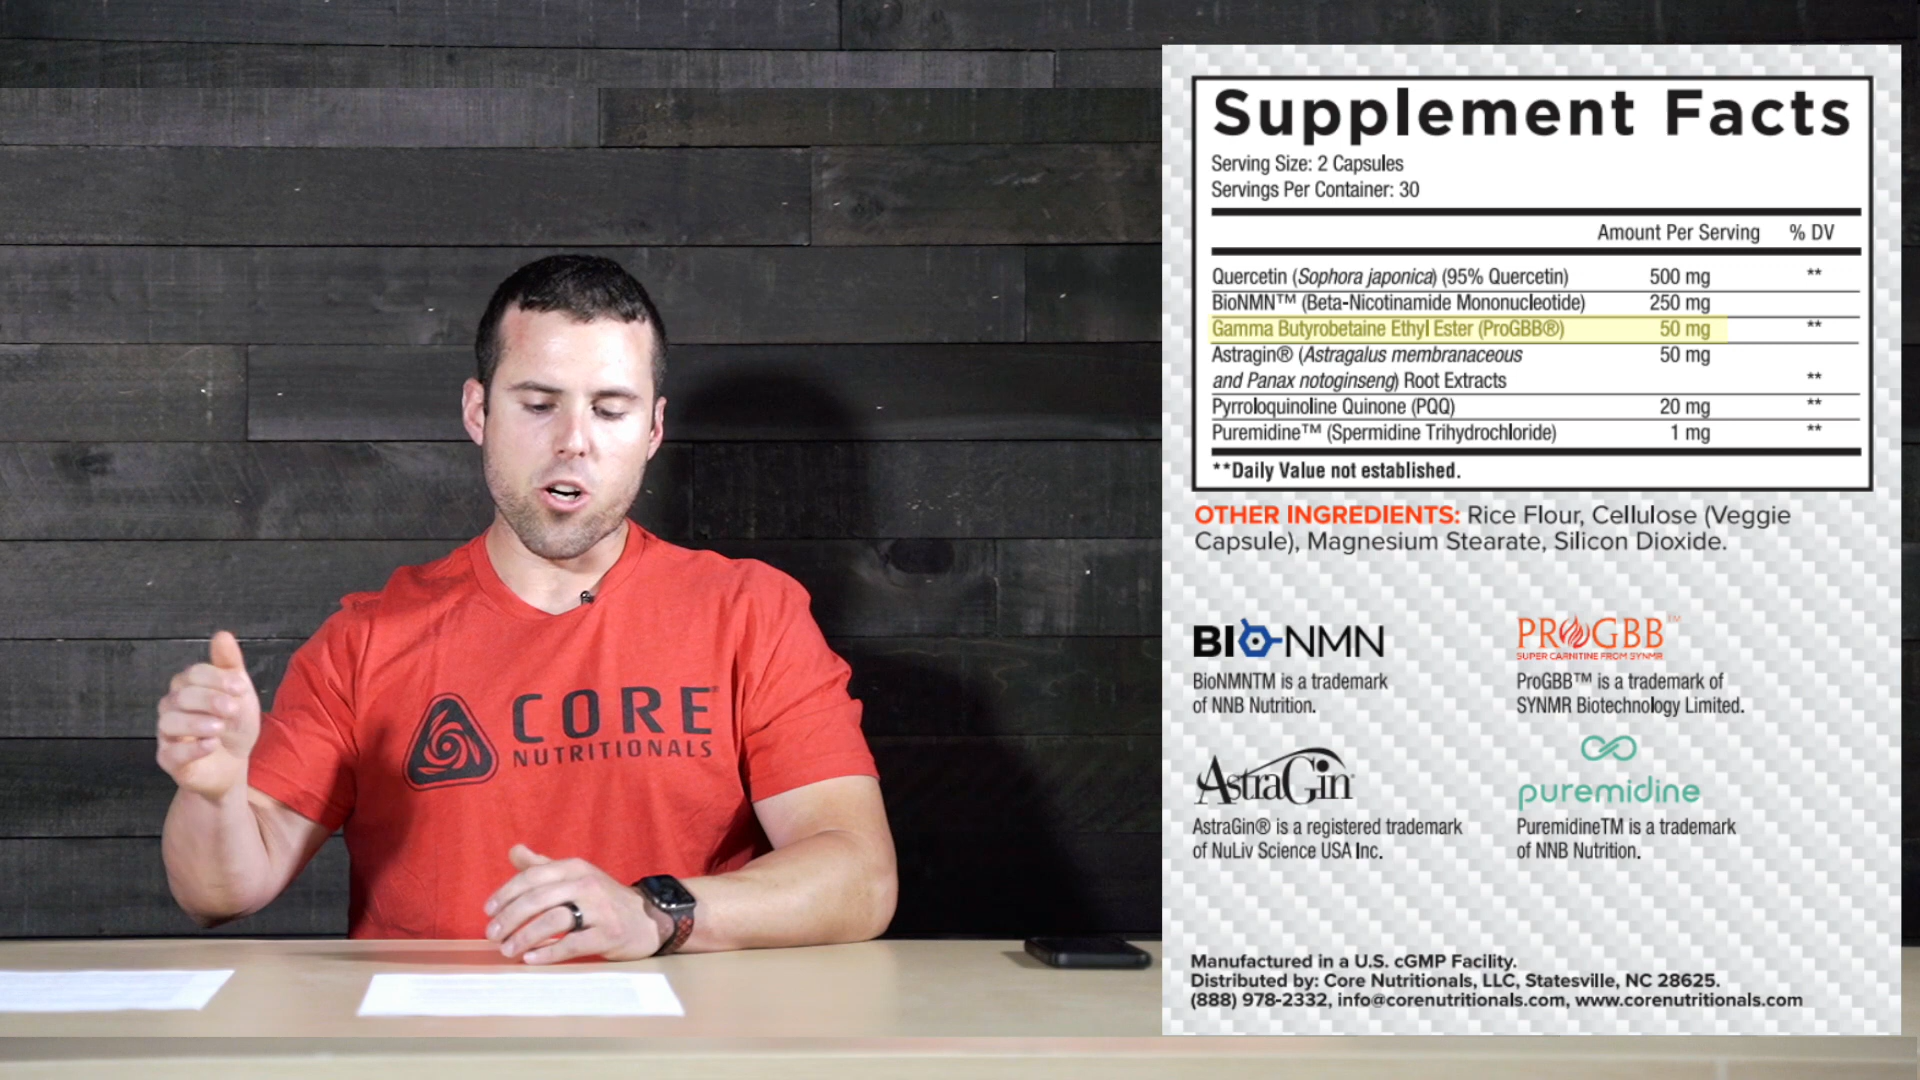 CORE
NUTRITIONALS
Supplement Facts
Serving Size: 2 Capsules
Servings Per Container: 30
Amount Per Serving % DV
Quercetin (Sophora japonica) (95% Quercetin) 500 mg **
BioNMN™ (Beta-Nicotinamide Mononucleotide) 250 mg
Gamma Butyrobetaine Ethyl Ester (ProGBB®) 50 mg **
Astragin® (Astragalus membranaceous 50 mg
and Panax notoginseng) Root Extracts **
Pyrroloquinoline Quinone (PQQ) 20 mg **
Puremidine™ (Spermidine Trihydrochloride) 1 mg **
**Daily Value not established.
OTHER INGREDIENTS: Rice Flour, Cellulose (Veggie
Capsule), Magnesium Stearate, Silicon Dioxide.
BIO-NMN
BioNMNTM is a trademark
of NNB Nutrition.
PROGBB™
SUPER CARNITINE FROM SYNMR
ProGBB™ is a trademark of
SYNMR Biotechnology Limited.
AstraGin®
AstraGin® is a registered trademark
of NuLiv Science USA Inc.
puremidine
PuremidineTM is a trademark
of NNB Nutrition.
Manufactured in a U.S. cGMP Facility.
Distributed by: Core Nutritionals, LLC, Statesville, NC 28625.
(888) 978-2332, info@corenutritionals.com, www.corenutritionals.com